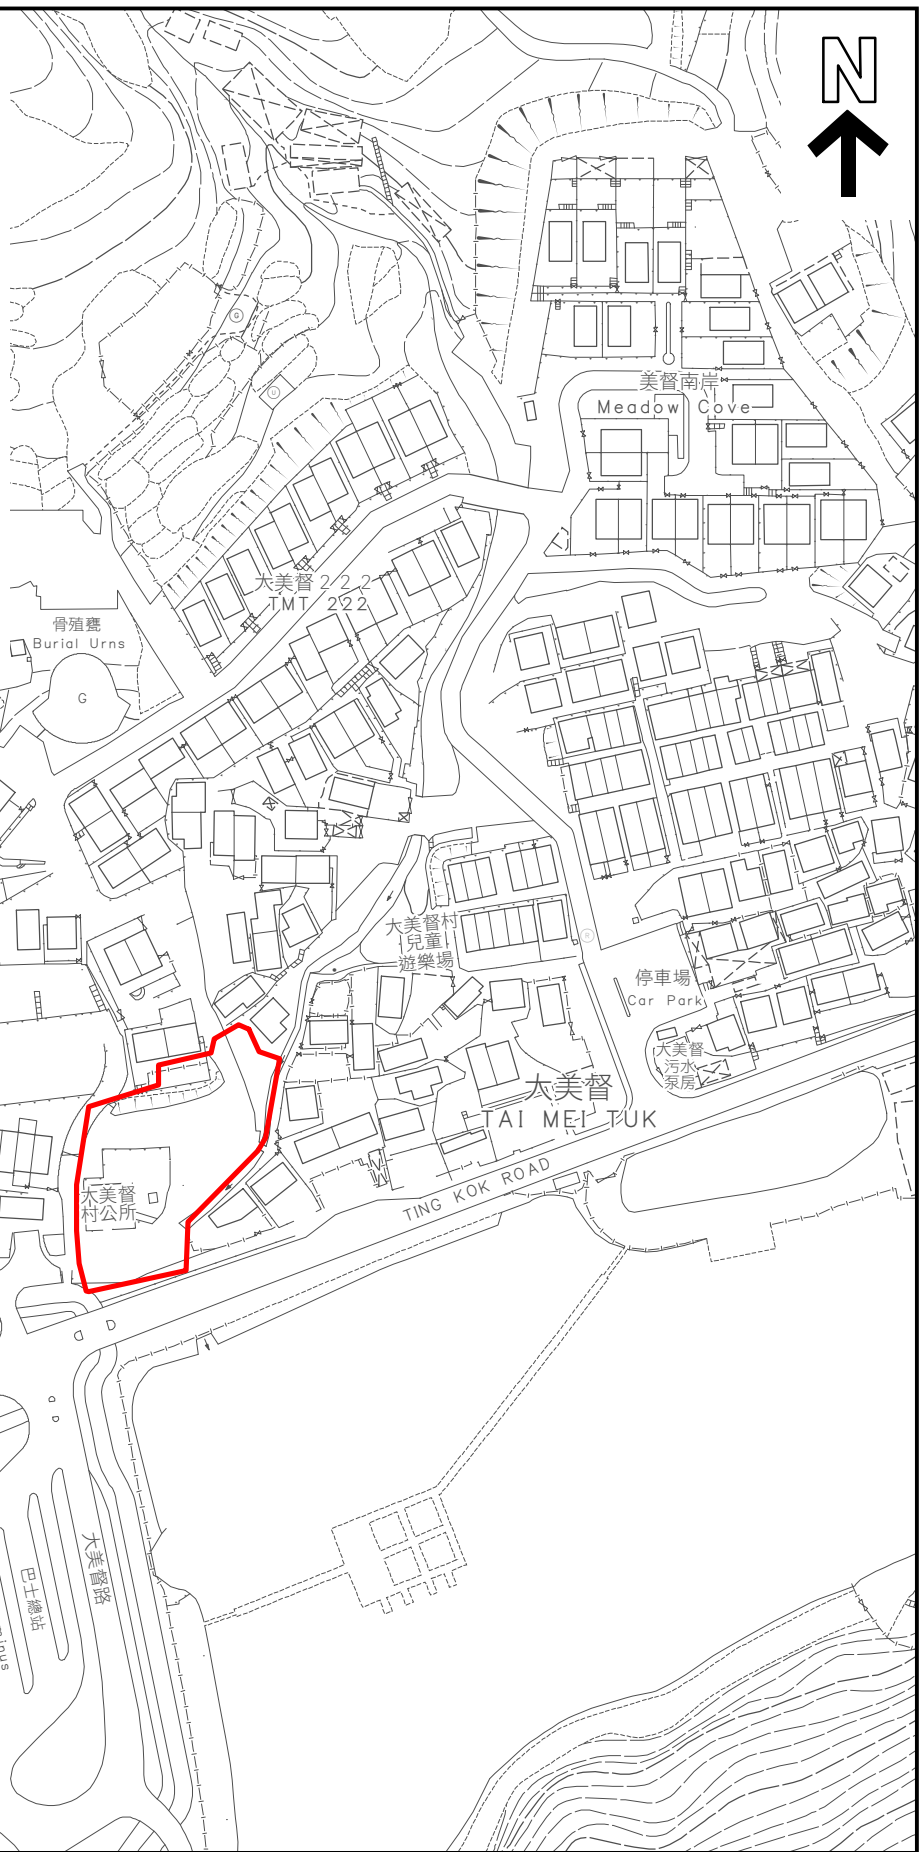 N
G
U
美督南岸
Meadow Cove
大美督 2 2 2
TMT 222
骨殖甕
Burial Urns
G
大美督村
兒童
遊樂場
R
停車場
Car Park
大美督
污水
泵房
大美督
TAI MEI TUK
TING KOK ROAD
大美督
村公所
大美督路
巴士總站
minus